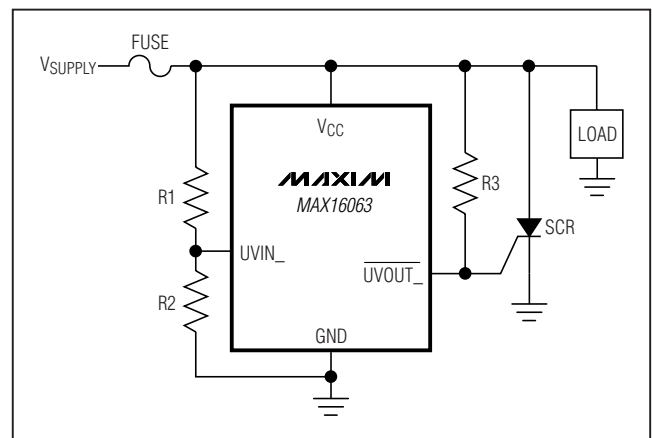 FUSE
VSUPPLY
VCC
LOAD
MAXIM
MAX16063
R1
R3
SCR
UVIN_
UVOUT_
R2
GND